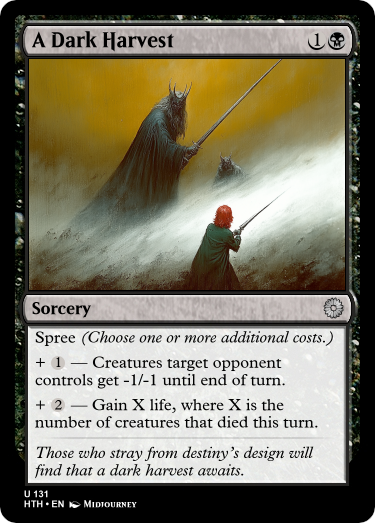 A Dark Harvest 1
Sorcery
Spree (Choose one or more additional costs.)
+ 1 — Creatures target opponent
controls get -1/-1 until end of turn.
+ 2 — Gain X life, where X is the
number of creatures that died this turn.
Those who stray from destiny's design will
find that a dark harvest awaits.
U 131
HTH • EN Midjourney